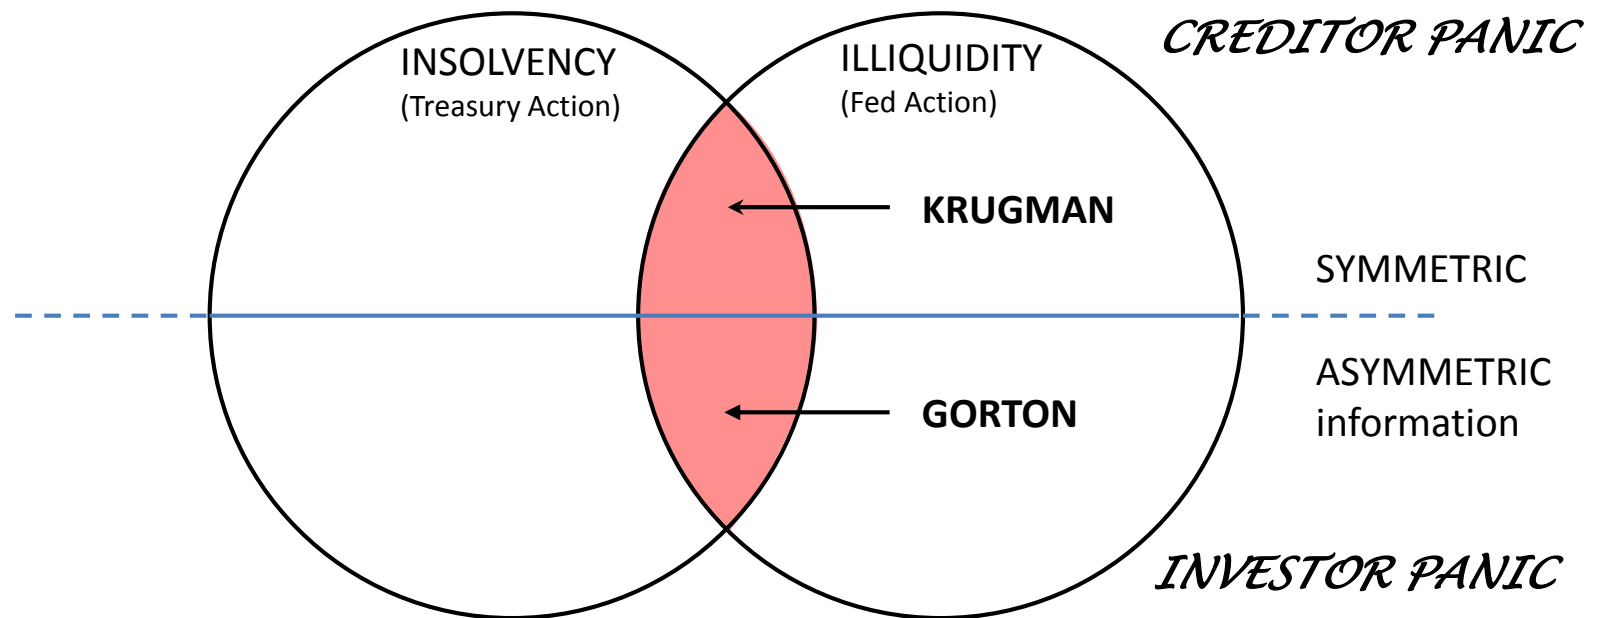 CREDITOR PANIC
INSOLVENCY
(Treasury Action)
ILLIQUIDITY
(Fed Action)
KRUGMAN
SYMMETRIC
ASYMMETRIC
information
GORTON
INVESTOR PANIC